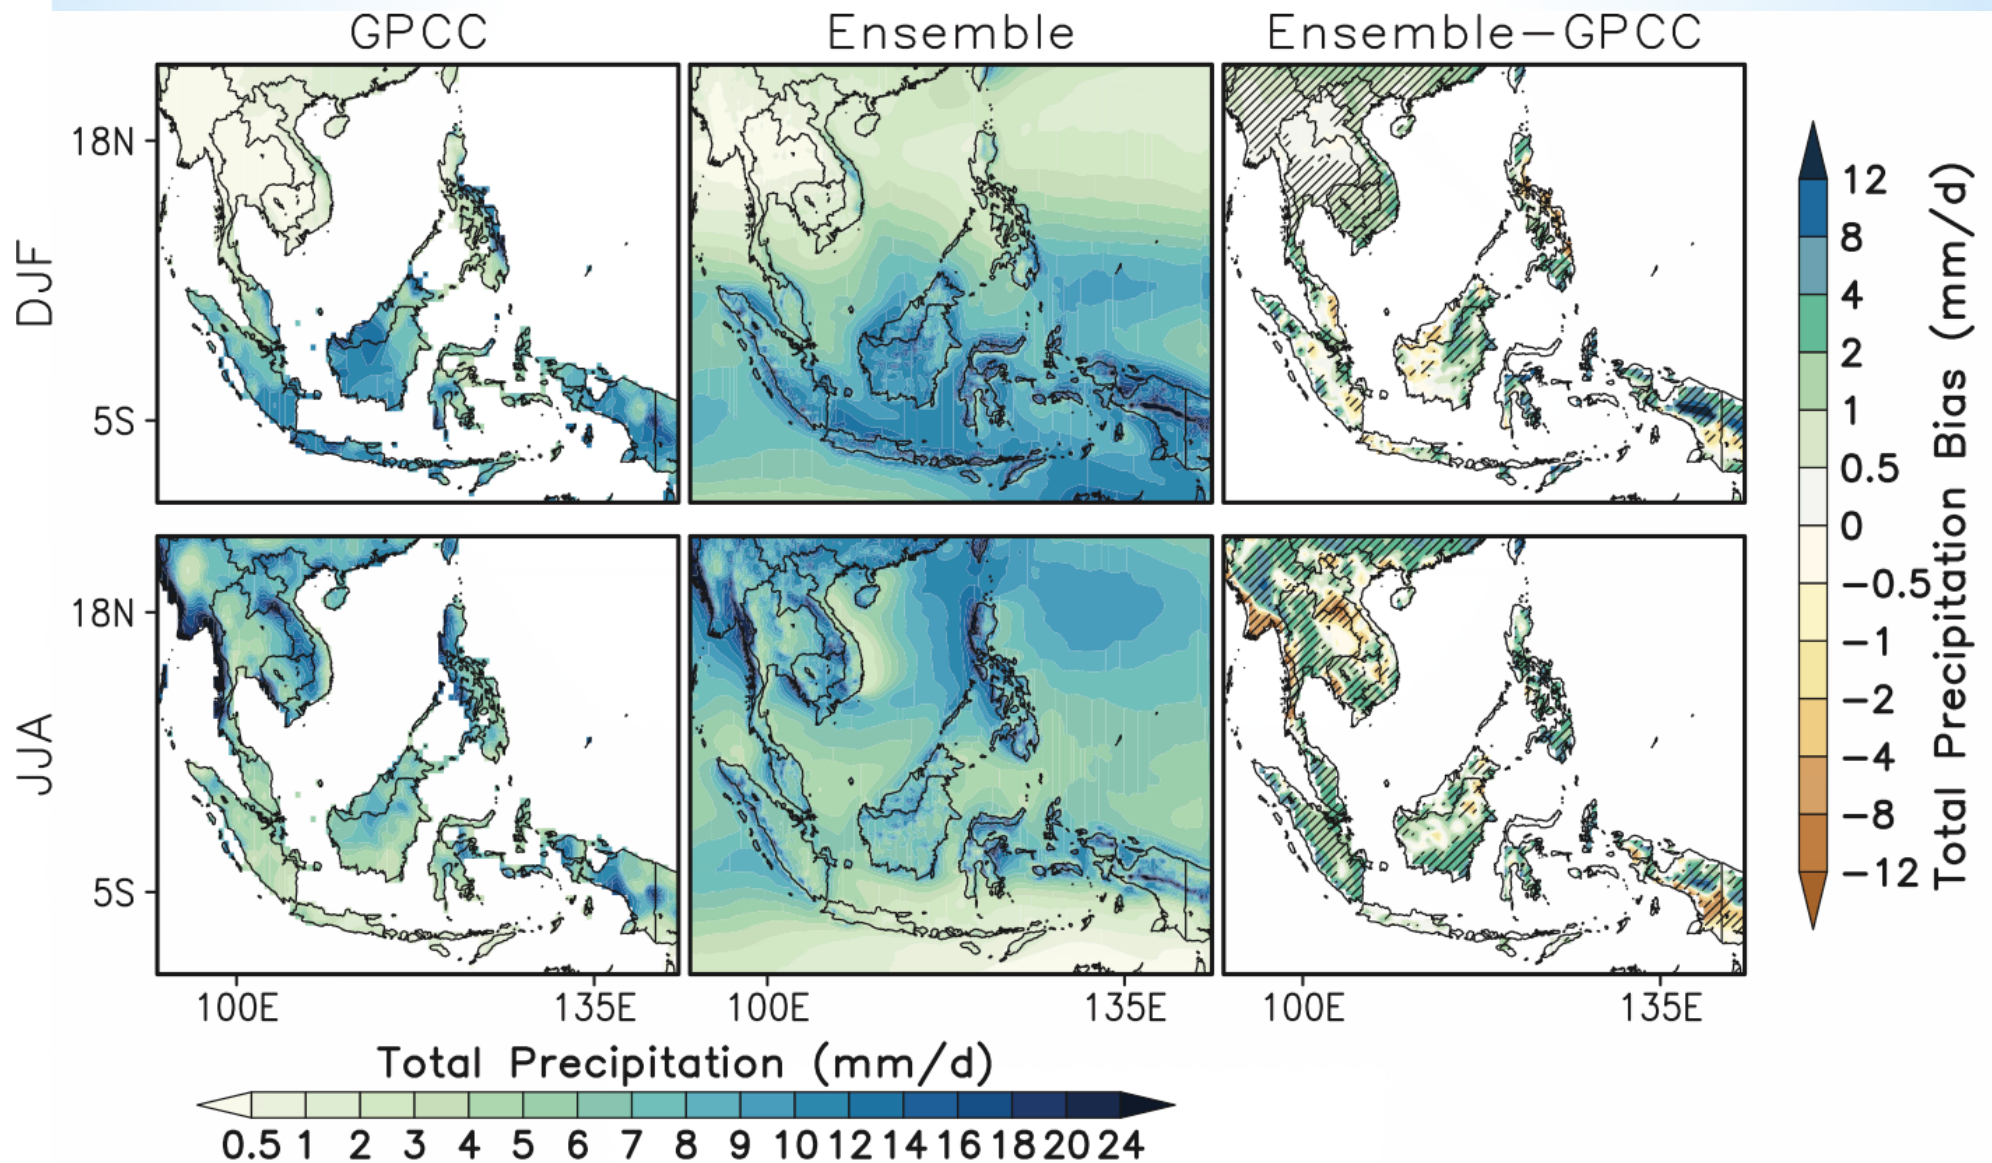 GPCC
Ensemble
Ensemble−GPCC
DJF
18N
5S
JJA
18N
5S
100E
135E
100E
135E
100E
135E
12
8
4
2
1
0.5
0
−0.5
−1
−2
−4
−8
−12
Total Precipitation Bias (mm/d)
Total Precipitation (mm/d)
0.5 1 2 3 4 5 6 7 8 9 10 12 14 16 18 20 24